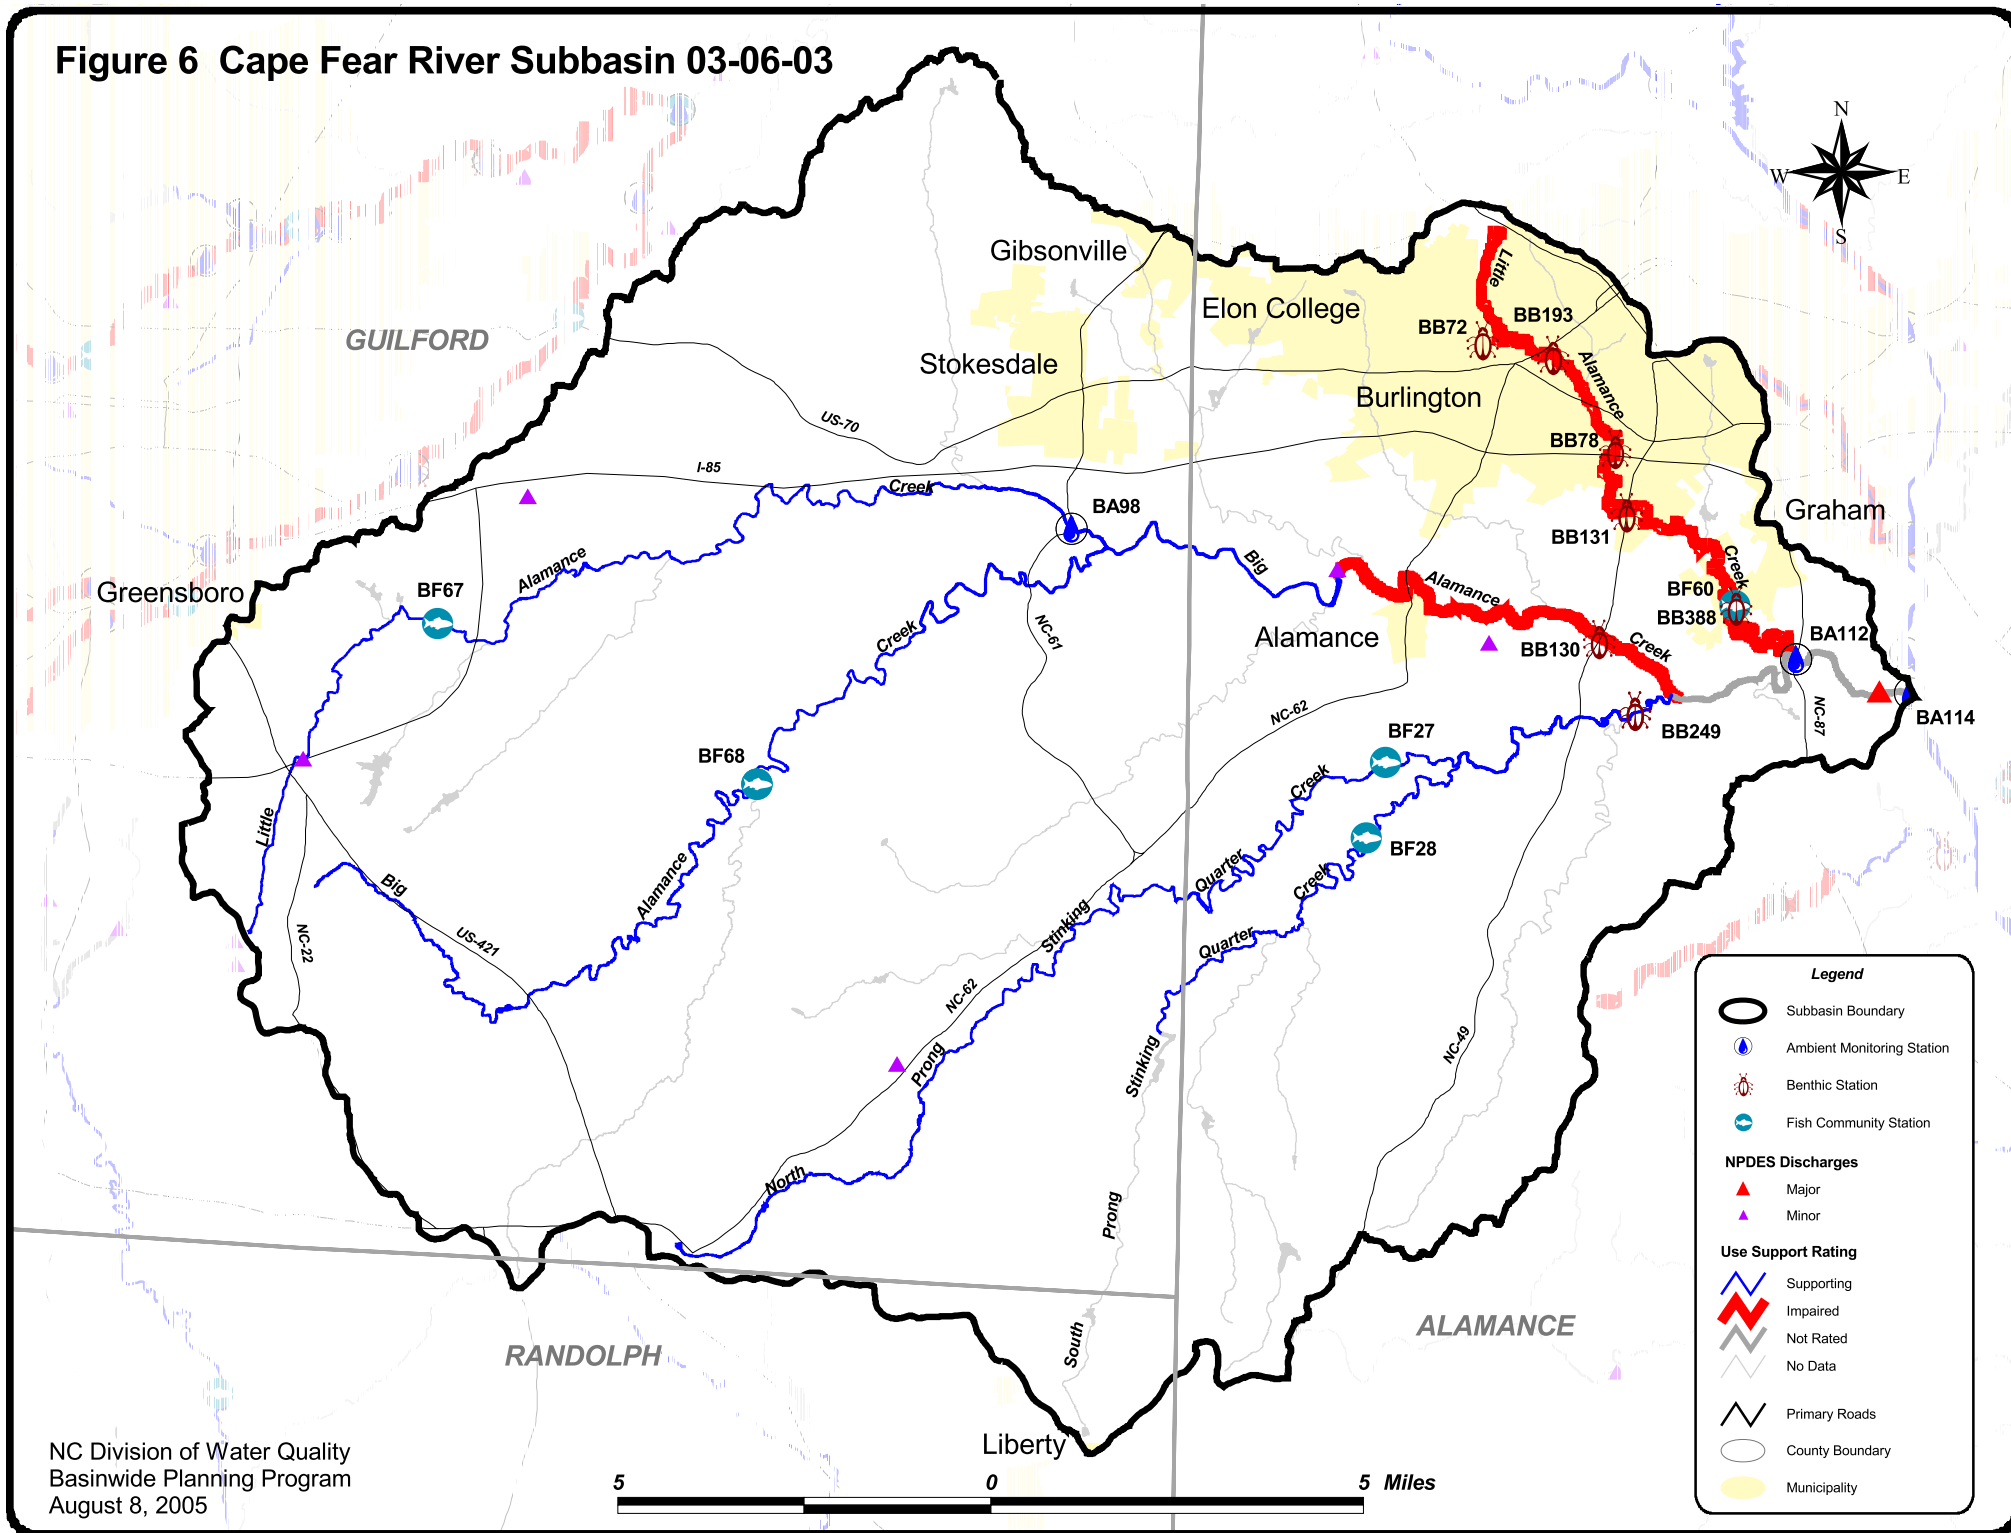 Figure 6 Cape Fear River Subbasin 03-06-03
N
W
E
S
Gibsonville
Little
Elon College
BB193
BB72
GUILFORD
Stokesdale
Alamance
Burlington
US-70
BB78
I-85
Creek
BA98
Graham
BB131
Big
Creek
Alamance
BF67
Alamance
BF60
Greensboro
BB388
NC-61
Creek
Alamance
Creek
BA112
BB130
NC-62
NC-87
BA114
BF27
BB249
BF68
Creek
Little
BF28
Big
Alamance
Quarter
Creek
NC-22
US-421
Stinking
Quarter
NC-62
NC-49
Prong
Stinking
North
Prong
South
RANDOLPH
ALAMANCE
Liberty
Legend
Subbasin Boundary
Ambient Monitoring Station
Benthic Station
Fish Community Station
NPDES Discharges
Major
Minor
Use Support Rating
Supporting
Impaired
Not Rated
No Data
Primary Roads
County Boundary
Municipality
NC Division of Water Quality
Basinwide Planning Program
August 8, 2005
5 0 5 Miles